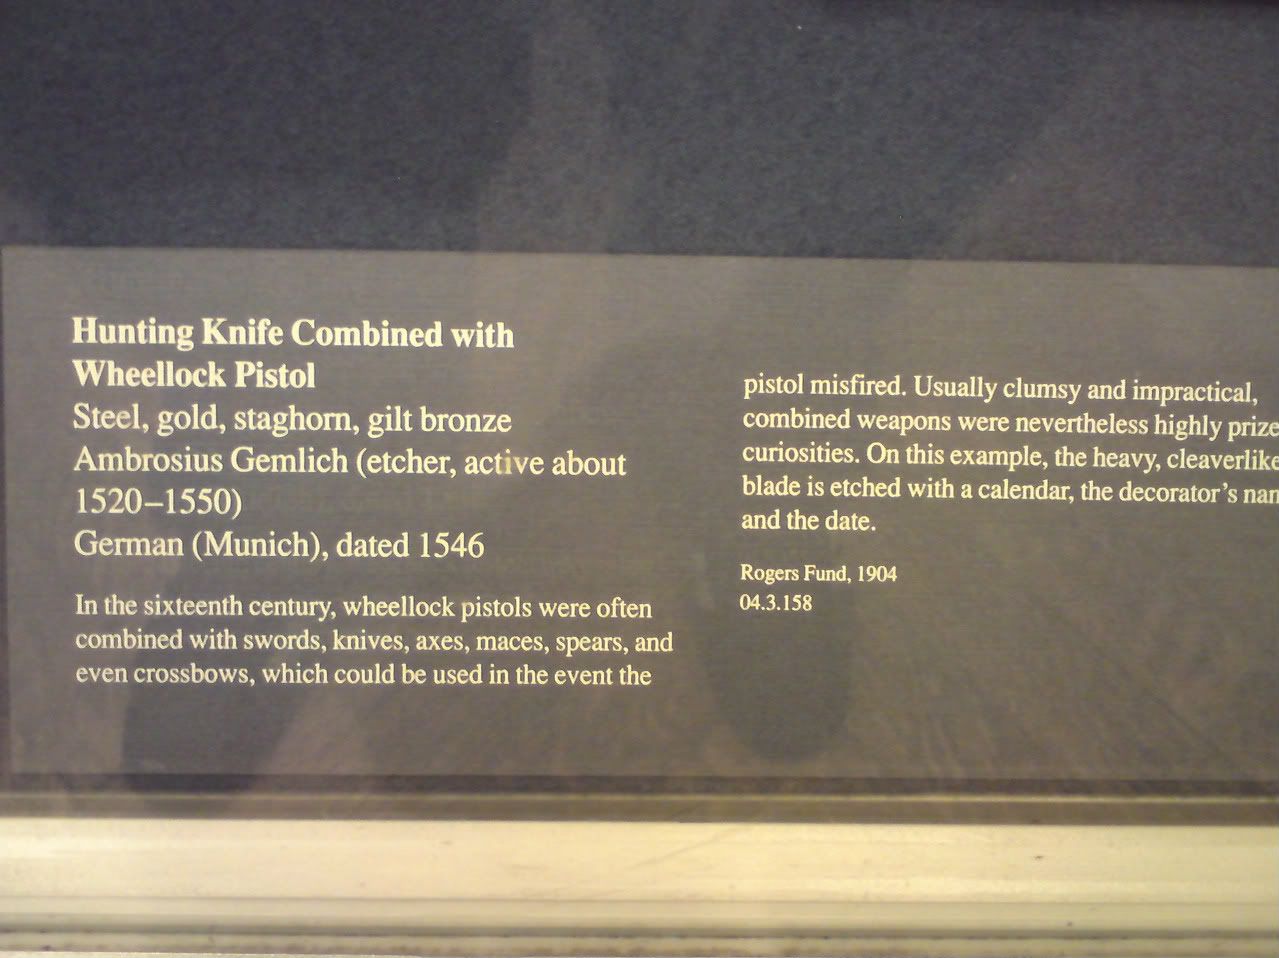 Hunting Knife Combined with
Wheellock Pistol
Steel, gold, staghorn, gilt bronze
Ambrosius Gemlich (etcher, active about
1520–1550)
German (Munich), dated 1546
In the sixteenth century, wheellock pistols were often
combined with swords, knives, axes, maces, spears, and
even crossbows, which could be used in the event the
pistol misfired. Usually clumsy and impractical,
combined weapons were nevertheless highly prize
curiosities. On this example, the heavy, cleaverlike
blade is etched with a calendar, the decorator's nam
and the date.
Rogers Fund, 1904
04.3.158